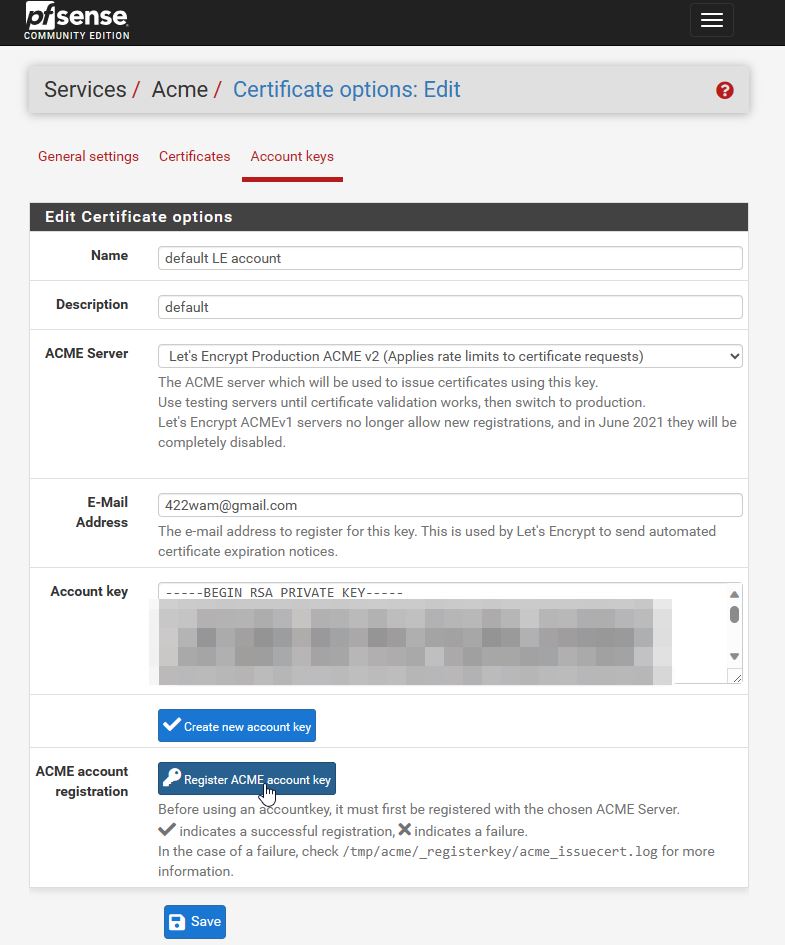 pfsense
COMMUNITY EDITION
Services / Acme / Certificate options: Edit
?
General settings Certificates Account keys
Edit Certificate options
Name default LE account
Description default
ACME Server Let's Encrypt Production ACME v2 (Applies rate limits to certificate requests)
The ACME server which will be used to issue certificates using this key.
Use testing servers until certificate validation works, then switch to production.
Let's Encrypt ACMEv1 servers no longer allow new registrations, and in June 2021 they will be
completely disabled.
E-Mail
Address
422wam@gmail.com
The e-mail address to register for this key. This is used by Let's Encrypt to send automated
certificate expiration notices.
Account key -----BEGIN RSA PRIVATE KEY-----
Create new account key
ACME account
registration
Register ACME account key
Before using an accountkey, it must first be registered with the chosen ACME Server.
indicates a successful registration, indicates a failure.
In the case of a failure, check /tmp/acme/_registerkey/acme_issuecert.log for more
information.
Save